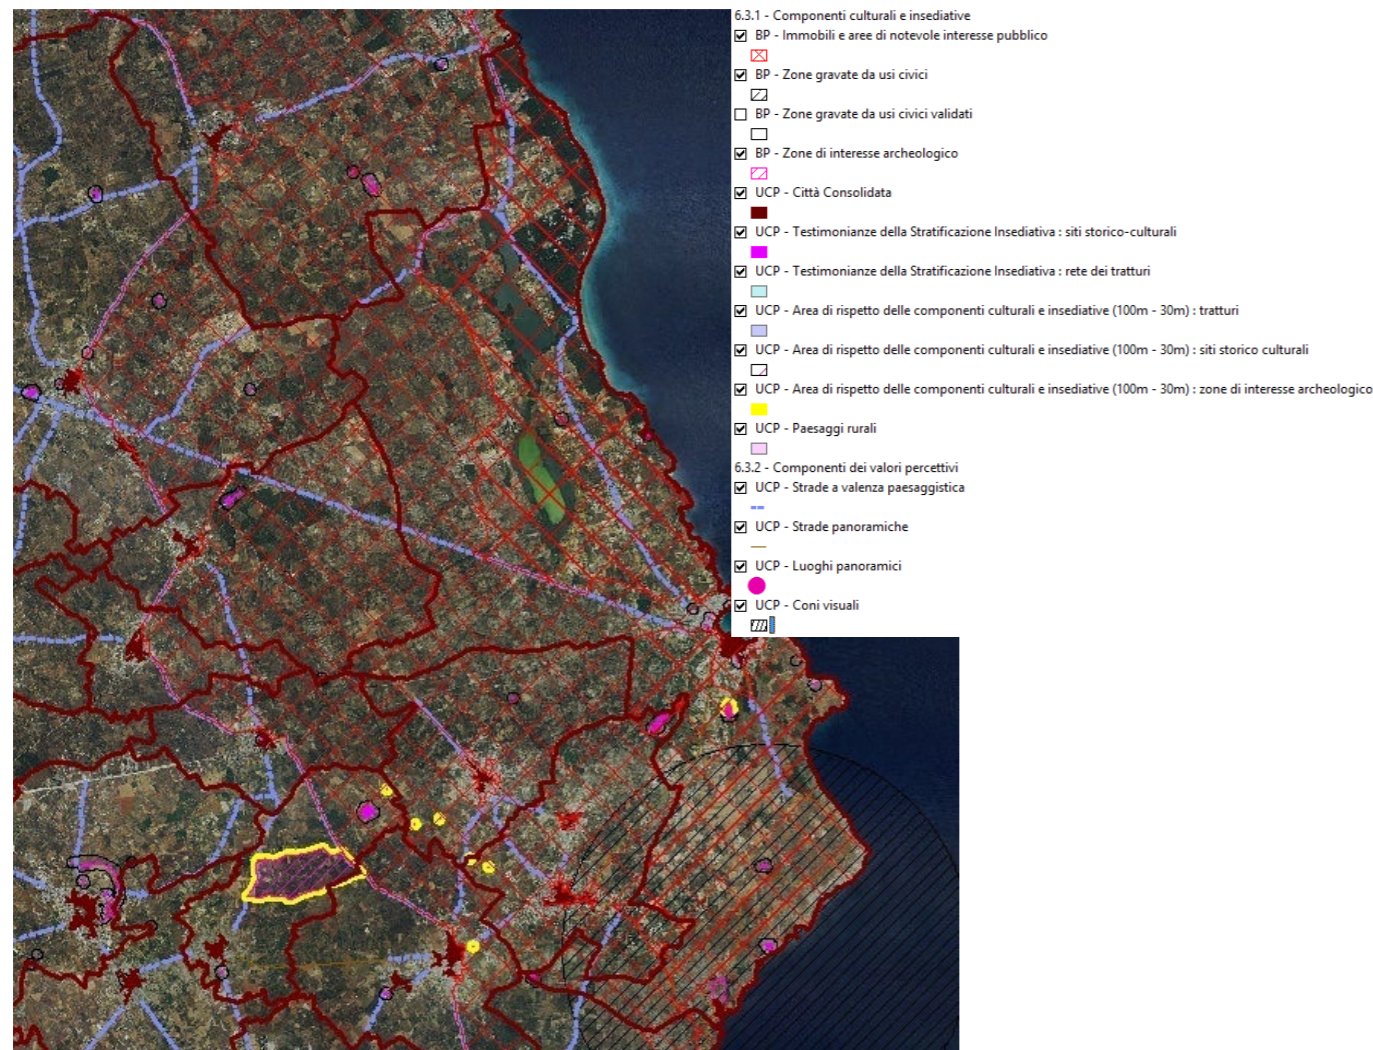 6.3.1 - Componenti culturali e insediative
BP - Immobili e aree di notevole interesse pubblico
BP - Zone gravate da usi civici
BP - Zone gravate da usi civici validati
BP - Zone di interesse archeologico
UCP - Città Consolidata
UCP - Testimonianze della Stratificazione Insediativa : siti storico-culturali
UCP - Testimonianze della Stratificazione Insediativa : rete dei tratturi
UCP - Area di rispetto delle componenti culturali e insediative (100m - 30m) : tratturi
UCP - Area di rispetto delle componenti culturali e insediative (100m - 30m) : siti storico culturali
UCP - Area di rispetto delle componenti culturali e insediative (100m - 30m) : zone di interesse archeologico
UCP - Paesaggi rurali
6.3.2 - Componenti dei valori percettivi
UCP - Strade a valenza paesaggistica
UCP - Strade panoramiche
UCP - Luoghi panoramici
UCP - Coni visuali